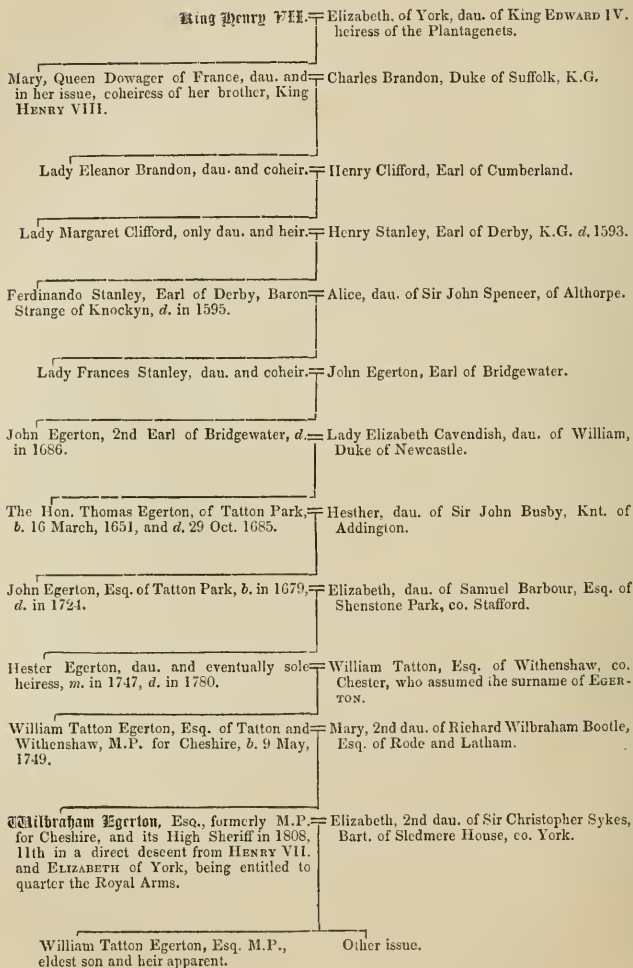 King Henry VII. Elizabeth, of York, dau. of King EDWARD IV.
heiress of the Plantagenets.
Mary, Queen Dowager of France, dau. and
in her issue, coheiress of her brother, King
HENRY VIII.
Charles Brandon, Duke of Suffolk, K.G.
Lady Eleanor Brandon, dau. and coheir. Henry Clifford, Earl of Cumberland.
Lady Margaret Clifford, only dau. and heir. Henry Stanley, Earl of Derby, K.G. d. 1593.
Ferdinando Stanley, Earl of Derby, Baron
Strange of Knockyn, d. in 1595.
Alice, dau. of Sir John Spencer, of Althorpe.
Lady Frances Stanley, dau. and coheir. John Egerton, Earl of Bridgewater.
John Egerton, 2nd Earl of Bridgewater, d.
in 1686.
Lady Elizabeth Cavendish, dau. of William,
Duke of Newcastle.
The Hon. Thomas Egerton, of Tatton Park,
b. 16 March, 1651, and d. 29 Oct. 1685.
Hesther, dau. of Sir John Busby, Knt. of
Addington.
John Egerton, Esq. of Tatton Park, b. in 1679,
d. in 1724.
Elizabeth, dau. of Samuel Barbour, Esq. of
Shenstone Park, co. Stafford.
Hester Egerton, dau. and eventually sole
heiress, m. in 1747, d. in 1780.
William Tatton, Esq. of Withenshaw, co.
Chester, who assumed the surname of EGER-
TON.
William Tatton Egerton, Esq. of Tatton and
Withenshaw, M.P. for Cheshire, b. 9 May,
1749.
Mary, 2nd dau. of Richard Wilbraham Bootle,
Esq. of Rode and Latham.
Wilbraham Egerton, Esq., formerly M.P.
for Cheshire, and its High Sheriff in 1808,
11th in a direct descent from HENRY VII.
and ELIZABETH of York, being entitled to
quarter the Royal Arms.
Elizabeth, 2nd dau. of Sir Christopher Sykes,
Bart. of Sledmere House, co. York.
William Tatton Egerton, Esq. M.P.,
eldest son and heir apparent.
Other issue.